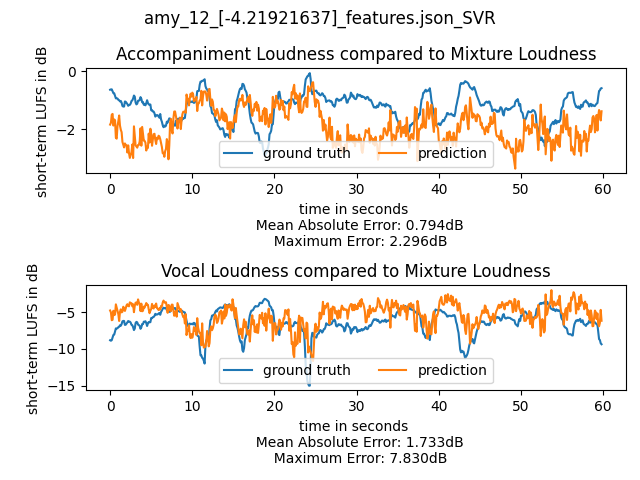 amy_12_[-4.21921637]_features.json_SVR
Accompaniment Loudness compared to Mixture Loudness
short-term LUFS in dB
0
−2
ground truth
prediction
0
10
20
30
40
50
60
time in seconds
Mean Absolute Error: 0.794dB
Maximum Error: 2.296dB
Vocal Loudness compared to Mixture Loudness
short-term LUFS in dB
−5
−10
−15
ground truth
prediction
0
10
20
30
40
50
60
time in seconds
Mean Absolute Error: 1.733dB
Maximum Error: 7.830dB